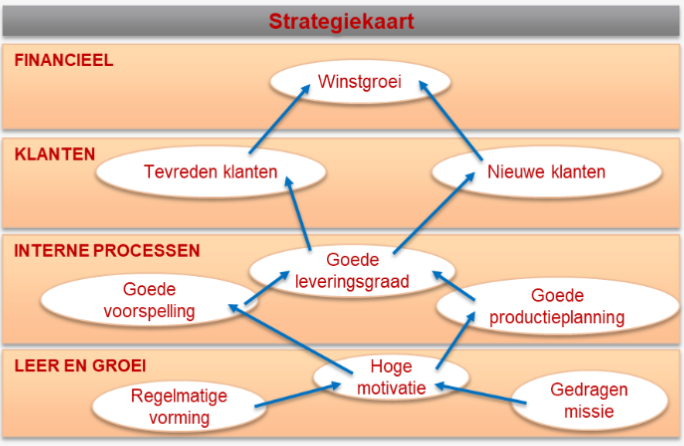 Strategiekaart
FINANCIEEL
Winstgroei
KLANTEN
Tevreden klanten
Nieuwe klanten
INTERNE PROCESSEN
Goede
leveringsgraad
Goede
voorspelling
Goede
productieplanning
LEER EN GROEI
Hoge
motivatie
Regelmatige
vorming
Gedragen
missie